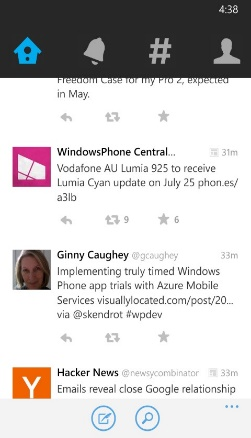 4:38
Freedom Case for my Pro 2, expected
in May.
WindowsPhone Central... 31m
Vodafone AU Lumia 925 to receive
Lumia Cyan update on July 25 phon.es/
a3lb
9 6
Ginny Caughey @gcaughey 33m
Implementing truly timed Windows
Phone app trials with Azure Mobile
Services visuallylocated.com/post/20...
via @skendrot #wpdev
Y
Hacker News @newsycombinator 33m
Emails reveal close Google relationship
...